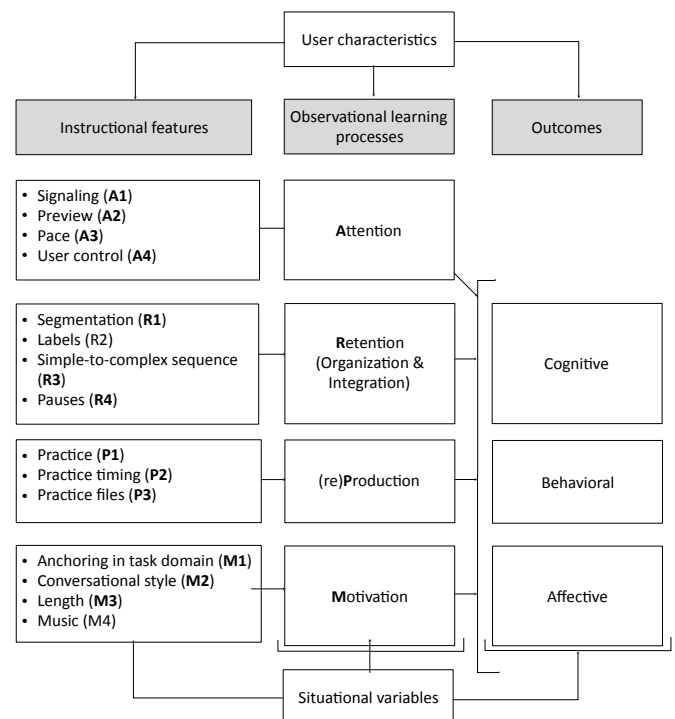 User characteristics
Instructional features
Observational learning
processes
Outcomes
• Signaling (A1)
• Preview (A2)
• Pace (A3)
• User control (A4)
Attention
• Segmentation (R1)
• Labels (R2)
• Simple-to-complex sequence
(R3)
• Pauses (R4)
Retention
(Organization &
Integration)
Cognitive
• Practice (P1)
• Practice timing (P2)
• Practice files (P3)
(re)Production
Behavioral
• Anchoring in task domain (M1)
• Conversational style (M2)
• Length (M3)
• Music (M4)
Motivation
Affective
Situational variables